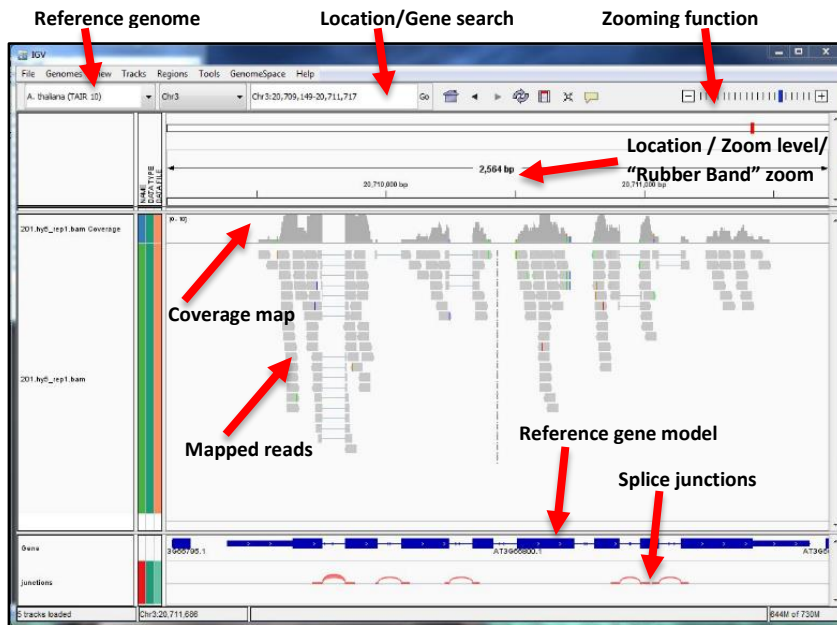 Reference genome
Location/Gene search
Zooming function
IGV
File Genomes View Tracks Regions Tools GenomeSpace Help
A. thaliana (TAIR 10) Chr3 Chr3:20,709,149-20,711,717 Go
Location / Zoom level/
2,564 bp
"Rubber Band" zoom
20,710,000 bp 20,711,000 bp
NAME
DATA TYPE
DATA FILE
201.hy5_rep1.bam Coverage
[0 - 10]
Coverage map
201.hy5_rep1.bam
Mapped reads
Reference gene model
Splice junctions
Gene
3G55795.1 AT3G55800.1 AT3G5
junctions
5 tracks loaded Chr3:20,711,686 644M of 730M